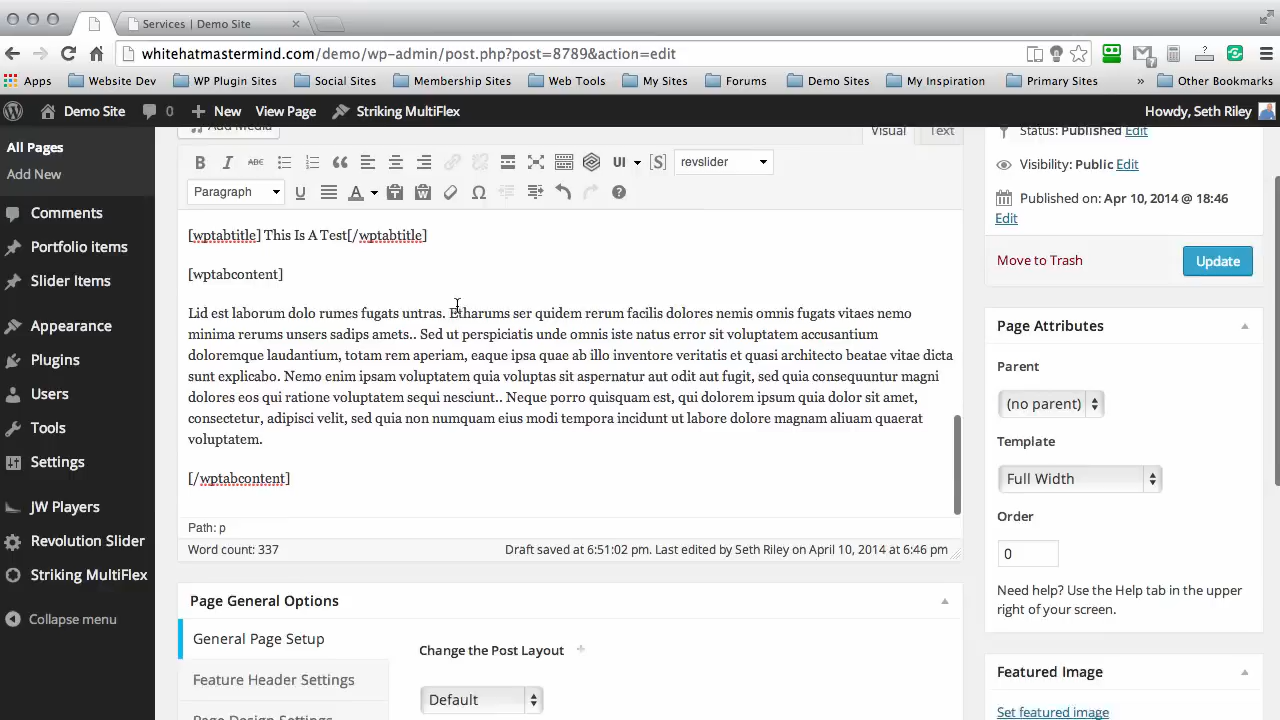 Services | Demo Site
whitehatmastermind.com/demo/wp-admin/post.php?post=8789&action=edit
Apps Website Dev WP Plugin Sites Social Sites Membership Sites Web Tools My Sites Forums Demo Sites My Inspiration Primary Sites » Other Bookmarks
Demo Site 0 New View Page Striking MultiFlex Howdy, Seth Riley
All Pages
Add New
Comments
Portfolio items
Slider Items
Appearance
Plugins
Users
Tools
Settings
JW Players
Revolution Slider
Striking MultiFlex
Collapse menu
Add Media
Visual Text
B I ABC UI [S] revslider
Paragraph U A T W Ω ?
[wptabtitle] This Is A Test[/wptabtitle]
[wptabcontent]
Lid est laborum dolo rumes fugats untras. Etharums ser quidem rerum facilis dolores nemis omnis fugats vitaes nemo
minima rerums unsers sadips amets.. Sed ut perspiciatis unde omnis iste natus error sit voluptatem accusantium
doloremque laudantium, totam rem aperiam, eaque ipsa quae ab illo inventore veritatis et quasi architecto beatae vitae dicta
sunt explicabo. Nemo enim ipsam voluptatem quia voluptas sit aspernatur aut odit aut fugit, sed quia consequuntur magni
dolores eos qui ratione voluptatem sequi nesciunt.. Neque porro quisquam est, qui dolorem ipsum quia dolor sit amet,
consectetur, adipisci velit, sed quia non numquam eius modi tempora incidunt ut labore dolore magnam aliuam quaerat
voluptatem.
[/wptabcontent]
Path: p
Word count: 337 Draft saved at 6:51:02 pm. Last edited by Seth Riley on April 10, 2014 at 6:46 pm
Page General Options
General Page Setup
Feature Header Settings
Page Design Settings
Change the Post Layout +
Default
Status: Published Edit
Visibility: Public Edit
Published on: Apr 10, 2014 @ 18:46
Edit
Move to Trash Update
Page Attributes
Parent
(no parent)
Template
Full Width
Order
0
Need help? Use the Help tab in the upper
right of your screen.
Featured Image
Set featured image